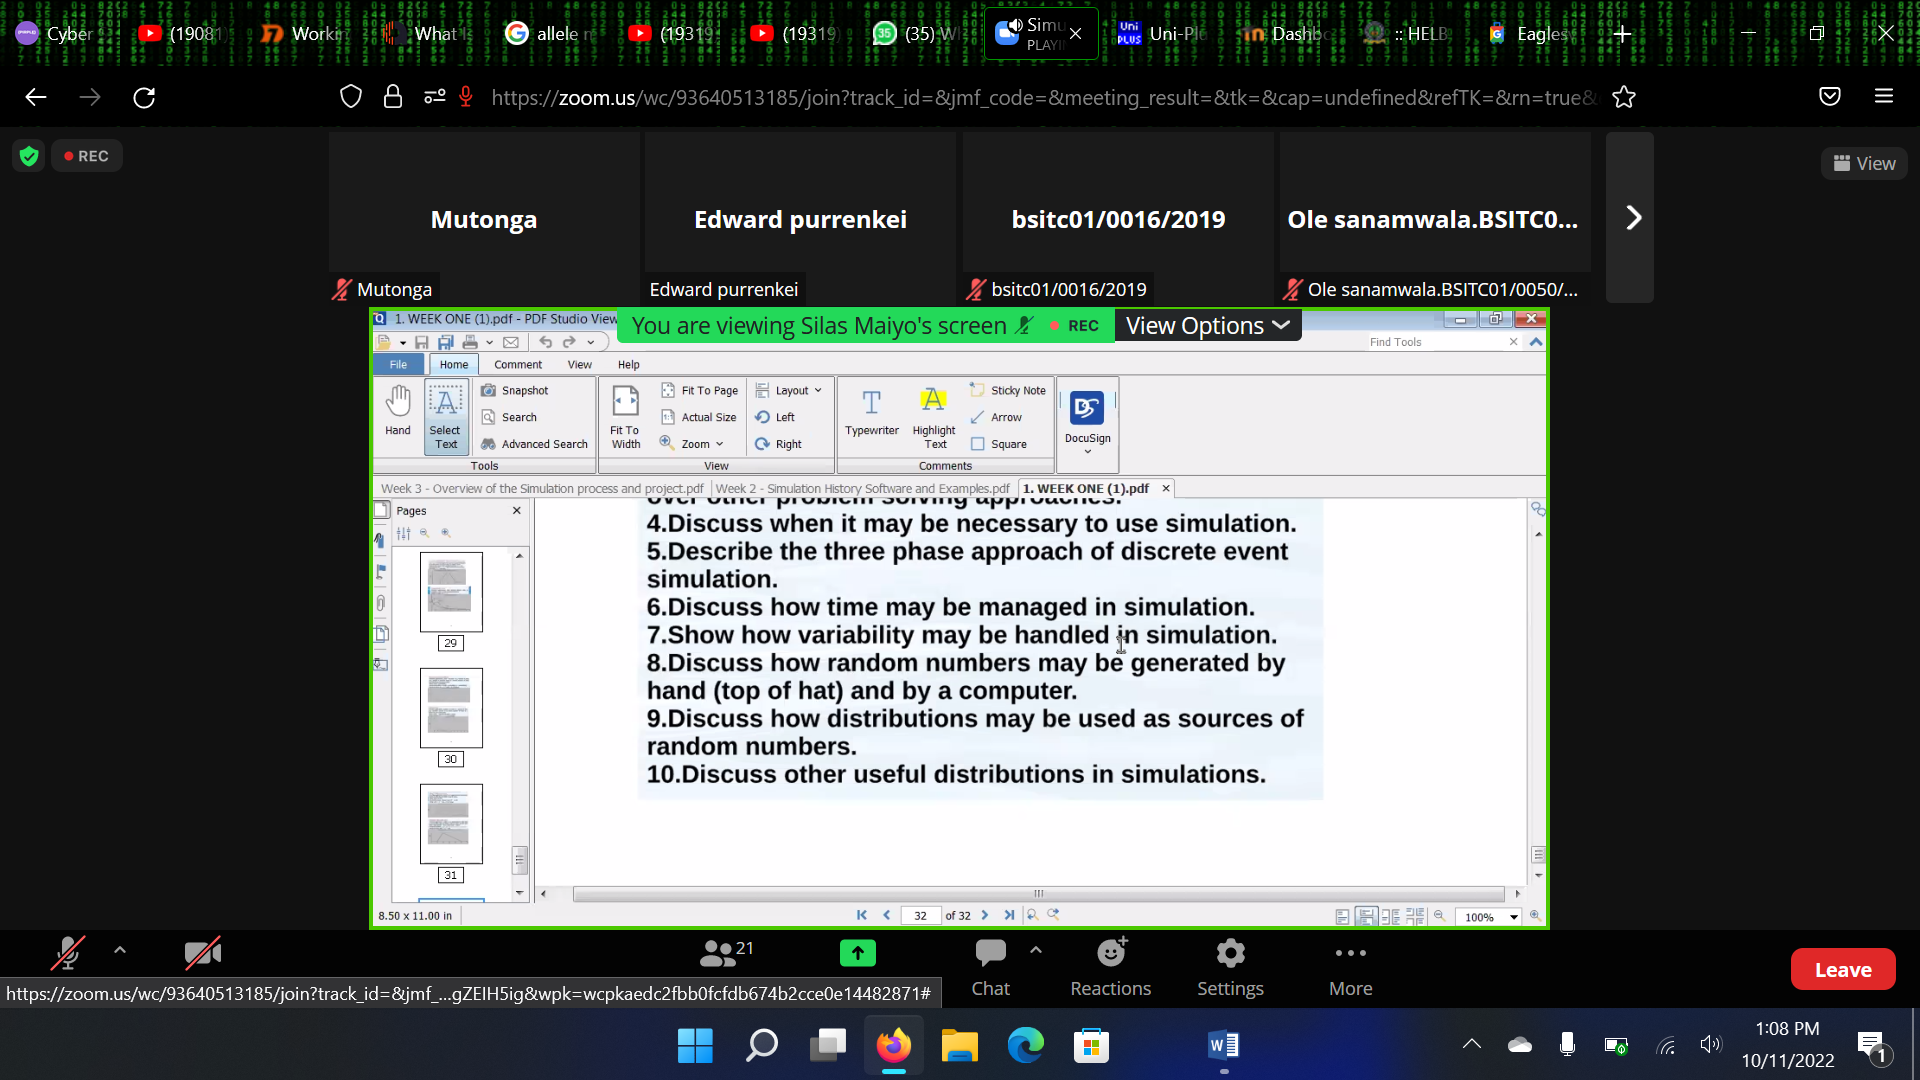 Cyber
(1908
Workin
What
allele n
(1931
(1931
(35) W
Simu
PLAYI
Uni-Pl
Dashb
:: HELB
Eagles
https://zoom.us/wc/93640513185/join?track_id=&jmf_code=&meeting_result=&tk=&cap=undefined&refTK=&rn=true&
REC
View
Mutonga
Edward purrenkei
bsitc01/0016/2019
Ole sanamwala.BSITC0...
Mutonga
Edward purrenkei
bsitc01/0016/2019
Ole sanamwala.BSITC01/0050/...
1. WEEK ONE (1).pdf - PDF Studio View
You are viewing Silas Maiyo's screen
REC
View Options
Find Tools
File Home Comment View Help
Hand
Select Text
Snapshot
Search
Advanced Search
Tools
Fit To Width
Fit To Page
Actual Size
Zoom
Layout
Left
Right
View
Typewriter
Highlight Text
Sticky Note
Arrow
Square
Comments
DocuSign
Week 3 - Overview of the Simulation process and project.pdf
Week 2 - Simulation History Software and Examples.pdf
1. WEEK ONE (1).pdf
Pages
29
30
31
over other problem solving approaches.
4.Discuss when it may be necessary to use simulation.
5.Describe the three phase approach of discrete event
simulation.
6.Discuss how time may be managed in simulation.
7.Show how variability may be handled in simulation.
8.Discuss how random numbers may be generated by
hand (top of hat) and by a computer.
9.Discuss how distributions may be used as sources of
random numbers.
10.Discuss other useful distributions in simulations.
8.50 x 11.00 in
32 of 32
100%
21
Chat
Reactions
Settings
More
Leave
https://zoom.us/wc/93640513185/join?track_id=&jmf_...gZEIH5ig&wpk=wcpkaedc2fbb0fcfdb674b2cce0e14482871#
1:08 PM
10/11/2022
1